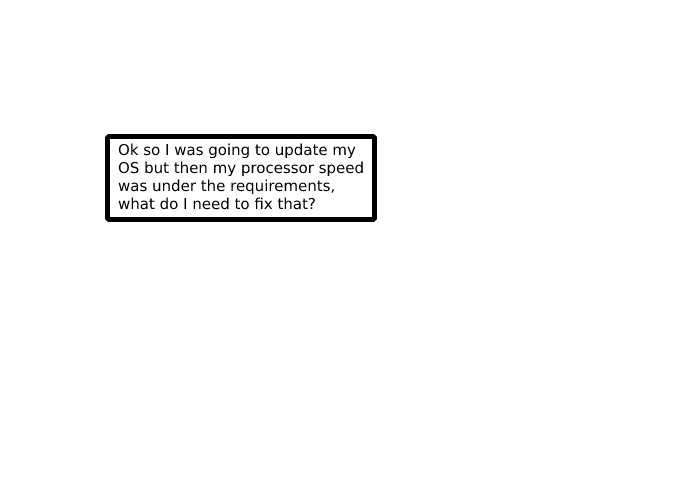 Ok so I was going to update my
OS but then my processor speed
was under the requirements,
what do I need to fix that?